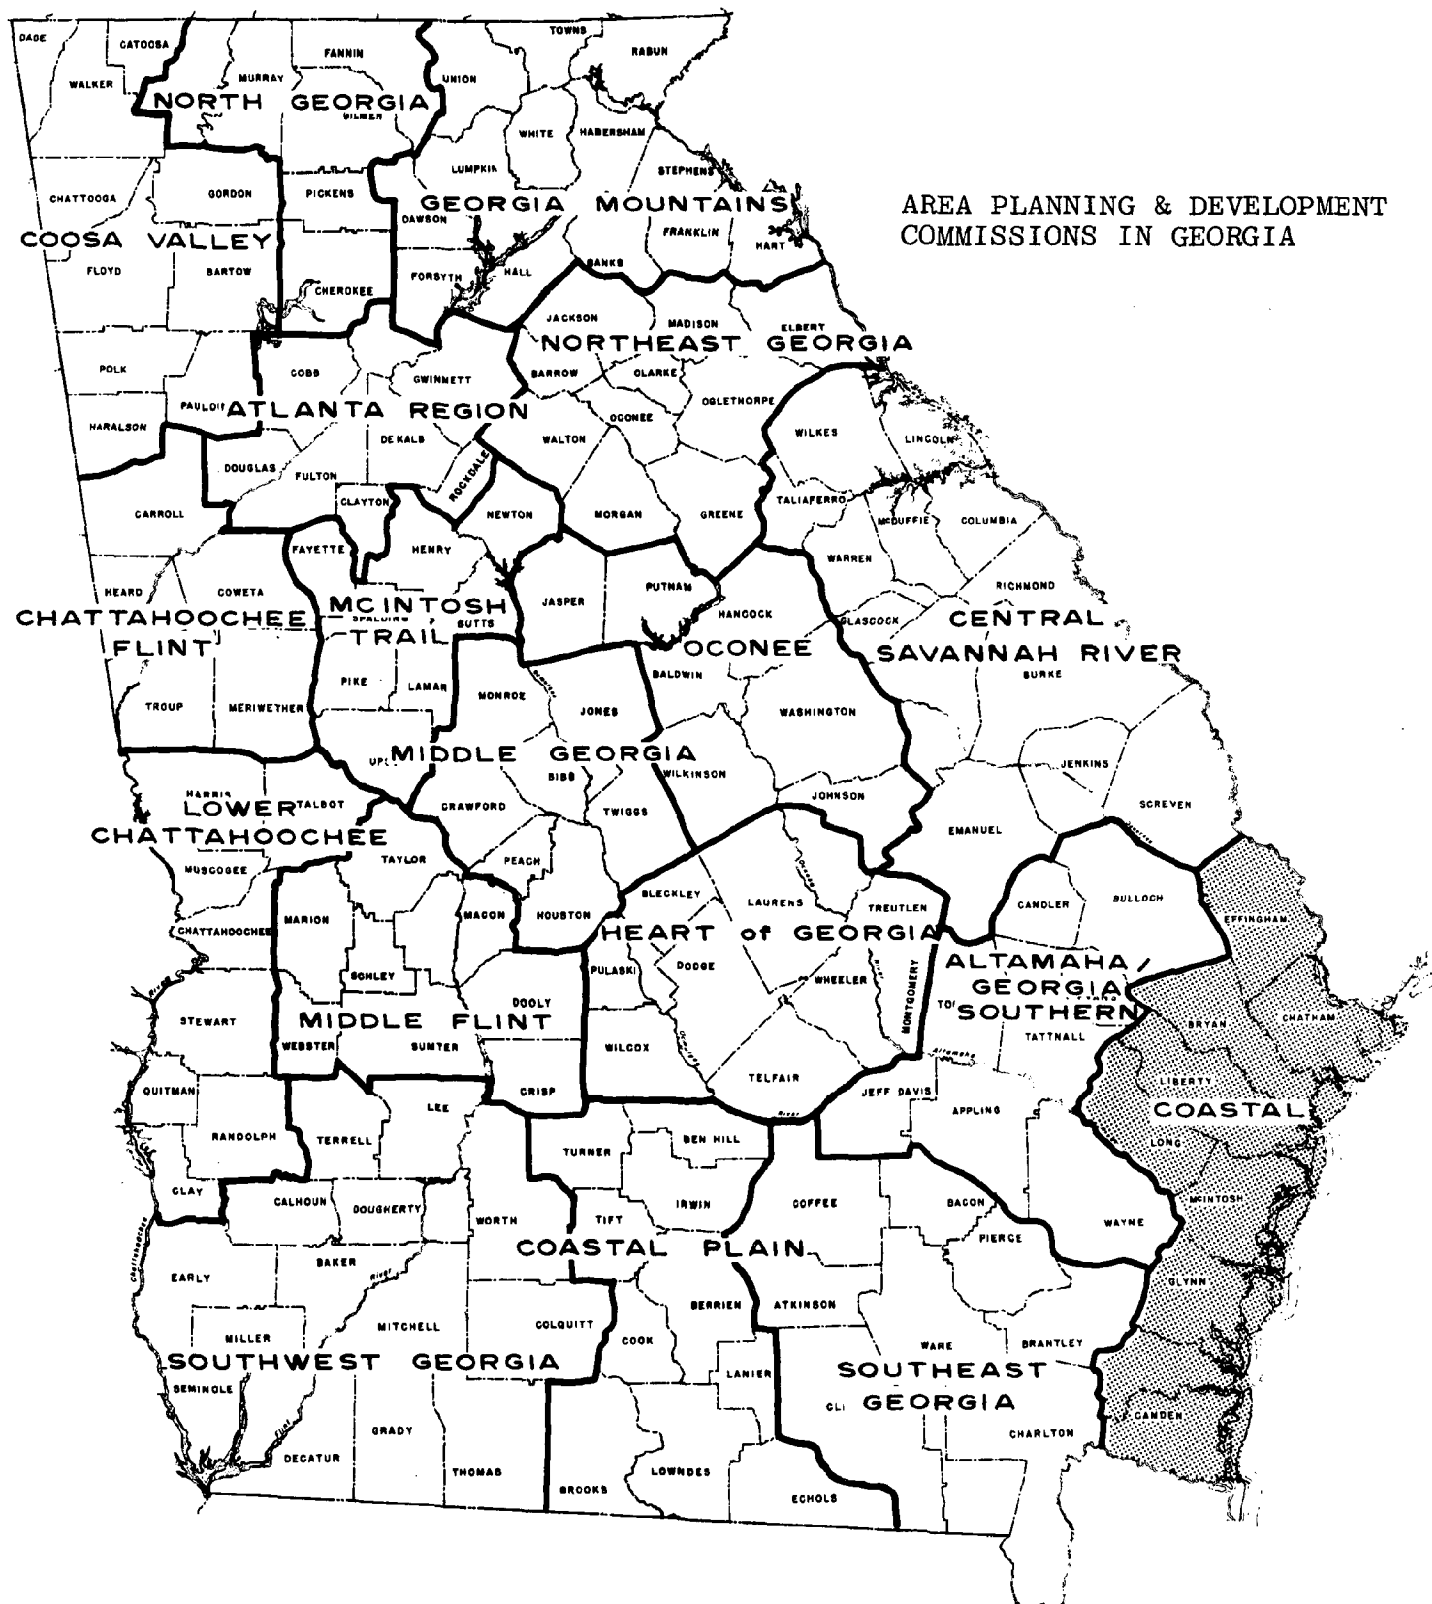 DADE
CATOOSA
WALKER
MURRAY
FANNIN
UNION
TOWNS
RABUN
NORTH GEORGIA
GILMER
WHITE
HABERSHAM
LUMPKIN
STEPHENS
CHATTOOGA
GORDON
PICKENS
DAWSON
GEORGIA MOUNTAINS
AREA PLANNING & DEVELOPMENT
COMMISSIONS IN GEORGIA
FRANKLIN
HART
COOSA VALLEY
FLOYD
BARTOW
CHEROKEE
FORSYTH
HALL
BANKS
JACKSON
MADISON
ELBERT
NORTHEAST GEORGIA
POLK
COBB
GWINNETT
BARROW
CLARKE
OGLETHORPE
HARALSON
ATLANTA REGION
DEKALB
WALTON
OCONEE
WILKES
LINCOLN
DOUGLAS
FULTON
ROCKDALE
CLAYTON
CARROLL
NEWTON
MORGAN
GREENE
TALIAFERRO
MCDUFFIE
COLUMBIA
FAYETTE
HENRY
WARREN
HEARD
COWETA
JASPER
PUTNAM
HANCOCK
RICHMOND
GLASCOCK
CHATTAHOOCHEE
FLINT
MCINTOSH
SPALDING
BUTTS
TRAIL
OCONEE
CENTRAL
SAVANNAH RIVER
BURKE
PIKE
LAMAR
MONROE
BALDWIN
JONES
TROUP
MERIWETHER
WASHINGTON
MIDDLE GEORGIA
BIBB
WILKINSON
JENKINS
HARRIS
TALBOT
LOWER
CHATTAHOOCHEE
CRAWFORD
TWIGGS
JOHNSON
SCREVEN
EMANUEL
MUSCOGEE
TAYLOR
PEACH
BLECKLEY
LAURENS
TREUTLEN
CANDLER
BULLOCH
EFFINGHAM
CHATTAHOOCHEE
MARION
MACON
HOUSTON
HEART of GEORGIA
ALTAMAHA/
GEORGIA
SOUTHERN
SCHLEY
DOOLY
PULASKI
DODGE
WHEELER
MONTGOMERY
TATTNALL
BRYAN
CHATHAM
STEWART
River
MIDDLE FLINT
WEBSTER
SUMTER
WILCOX
TELFAIR
River
Altamaha
JEFF DAVIS
APPLING
LIBERTY
COASTAL
LONG
QUITMAN
CRISP
RANDOLPH
TERRELL
LEE
TURNER
BEN HILL
CLAY
CALHOUN
DOUGHERTY
WORTH
TIFT
IRWIN
COFFEE
BACON
PIERCE
WAYNE
MCINTOSH
COASTAL PLAIN
Chattahoochee
EARLY
BAKER
River
GLYNN
MITCHELL
BERRIEN
ATKINSON
MILLER
COLQUITT
COOK
WARE
BRANTLEY
SOUTHWEST GEORGIA
SEMINOLE
LANIER
SOUTHEAST
GEORGIA
CAMDEN
Flint
DECATUR
GRADY
THOMAS
BROOKS
LOWNDES
ECHOLS
CHARLTON